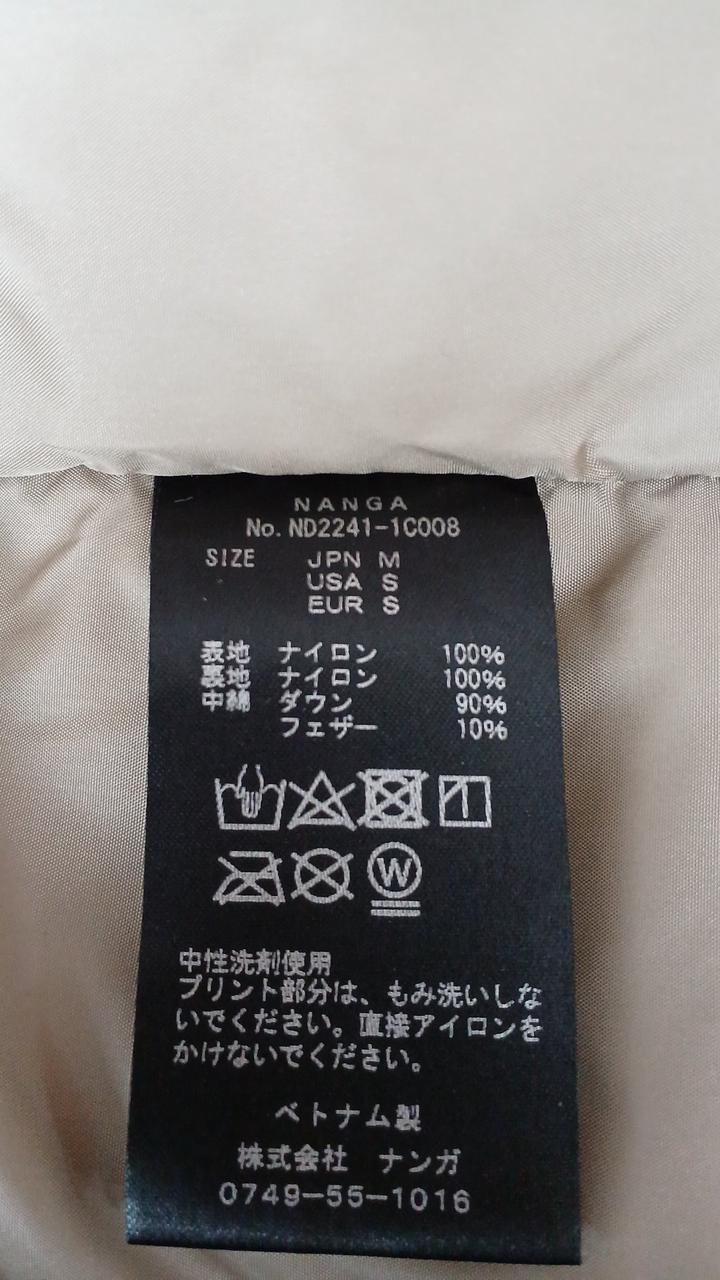 NANGA
No. ND2241-1C008
SIZE JPN M
USA S
EUR S
表地 ナイロン 100%
裏地 ナイロン 100%
中綿 ダウン 90%
フェザー 10%
W
中性洗剤使用
プリント部分は、もみ洗いしな
いでください。直接アイロンを
かけないでください。
ベトナム製
株式会社 ナンガ
0749-55-1016